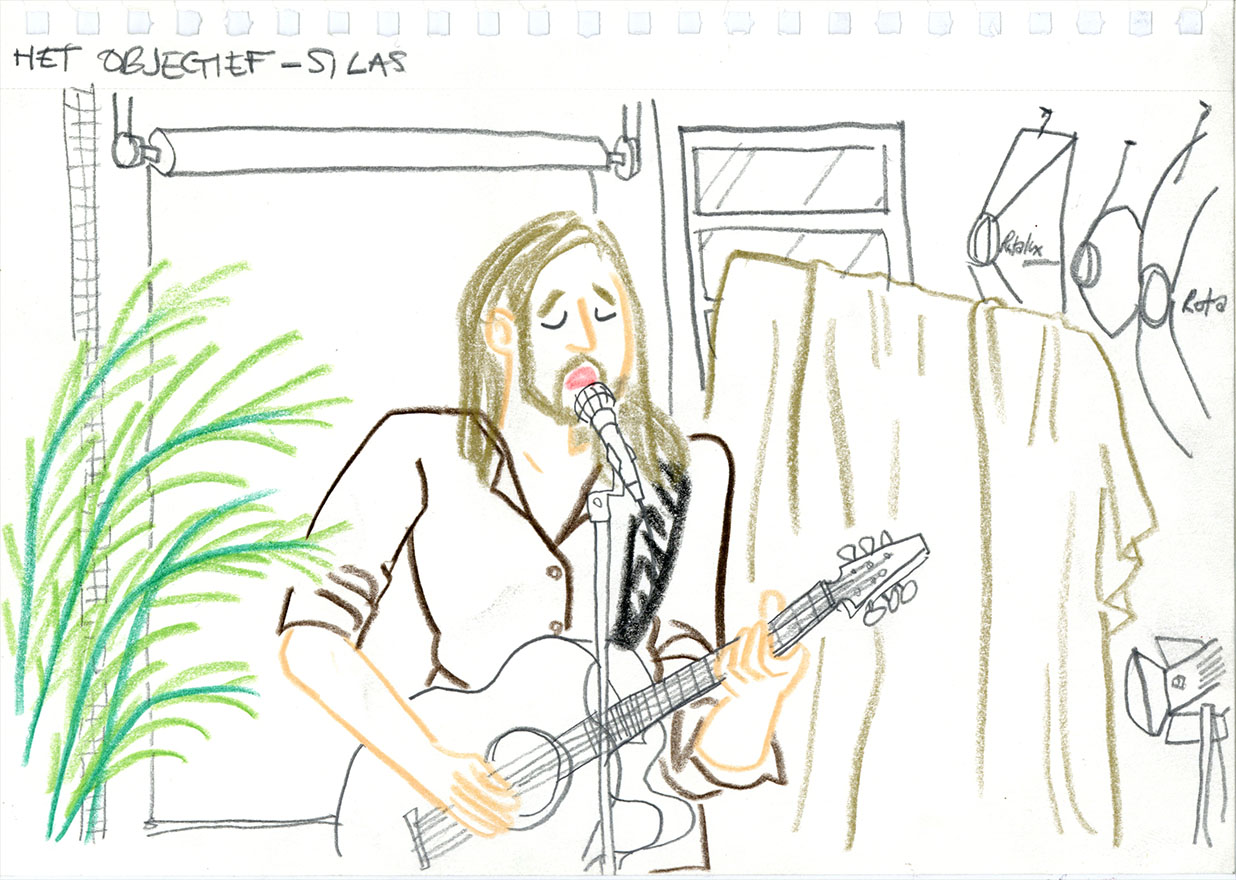 HET OBJECTIEF – SILAS
Rotalux
Rota